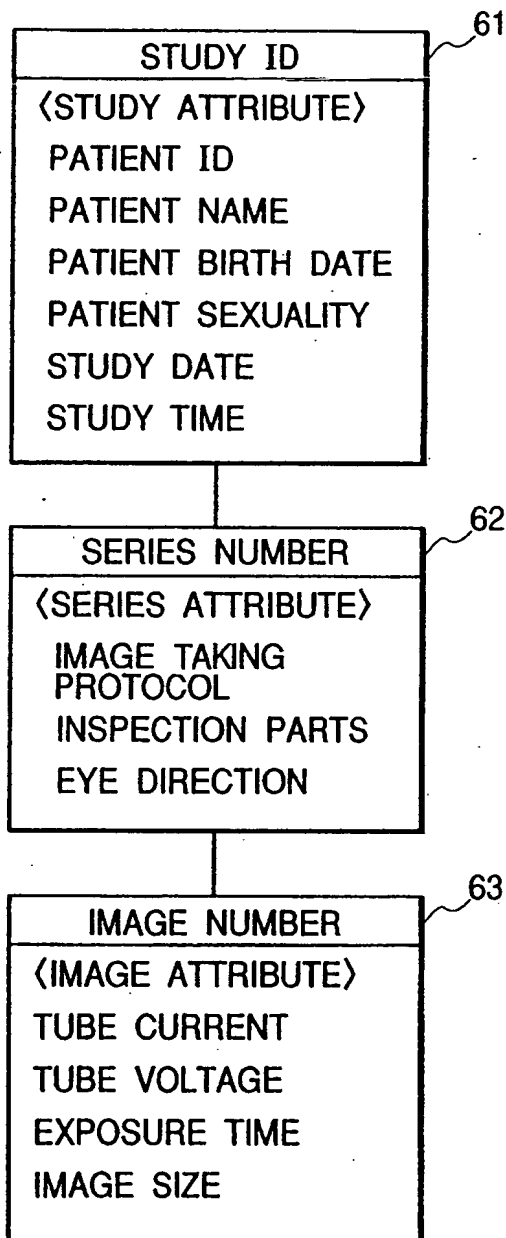 61
STUDY ID
〈STUDY ATTRIBUTE〉
PATIENT ID
PATIENT NAME
PATIENT BIRTH DATE
PATIENT SEXUALITY
STUDY DATE
STUDY TIME
62
SERIES NUMBER
〈SERIES ATTRIBUTE〉
IMAGE TAKING
PROTOCOL
INSPECTION PARTS
EYE DIRECTION
63
IMAGE NUMBER
〈IMAGE ATTRIBUTE〉
TUBE CURRENT
TUBE VOLTAGE
EXPOSURE TIME
IMAGE SIZE